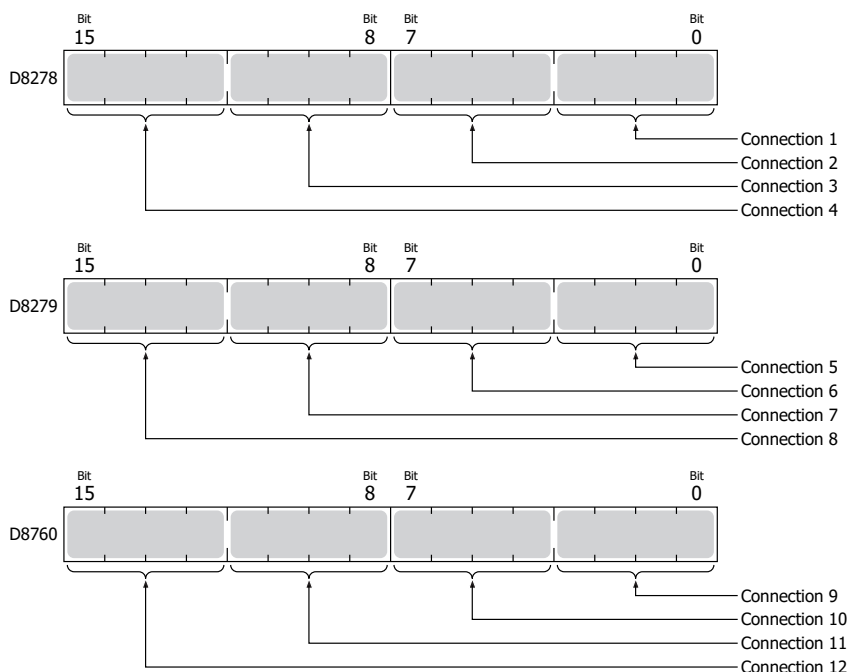 Bit Bit Bit Bit
15 8 7 0
D8278
Connection 1
Connection 2
Connection 3
Connection 4
Bit Bit Bit Bit
15 8 7 0
D8279
Connection 5
Connection 6
Connection 7
Connection 8
Bit Bit Bit Bit
15 8 7 0
D8760
Connection 9
Connection 10
Connection 11
Connection 12